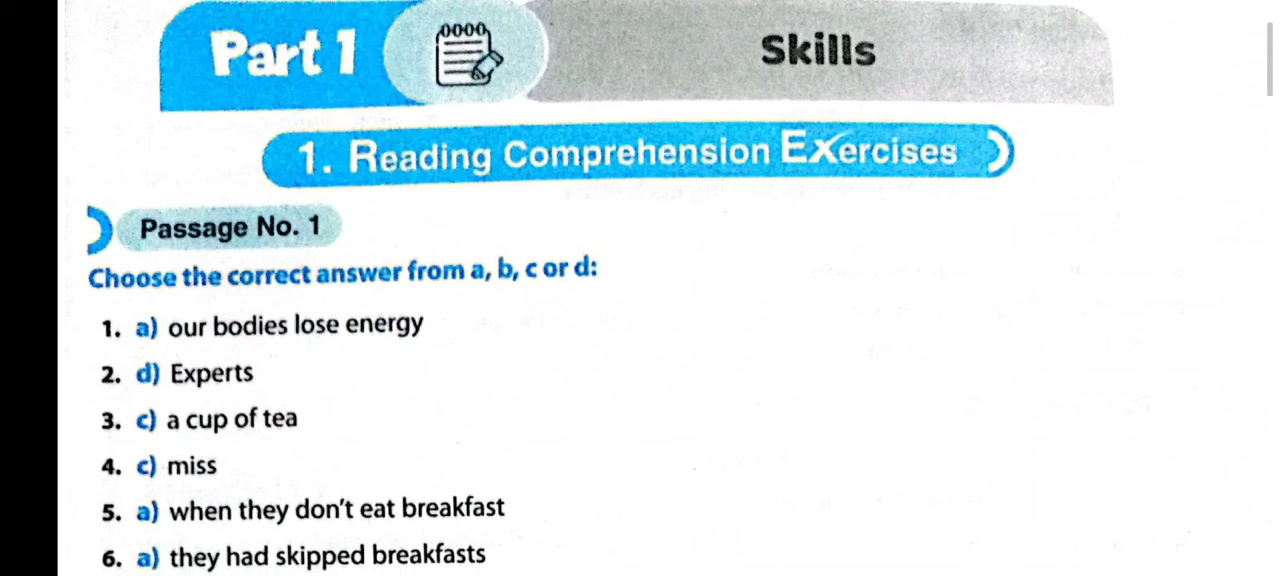 Part 1
Skills
1. Reading Comprehension Exercises
Passage No. 1
Choose the correct answer from a, b, c or d:
1. a) our bodies lose energy
2. d) Experts
3. c) a cup of tea
4. c) miss
5. a) when they don't eat breakfast
6. a) they had skipped breakfasts